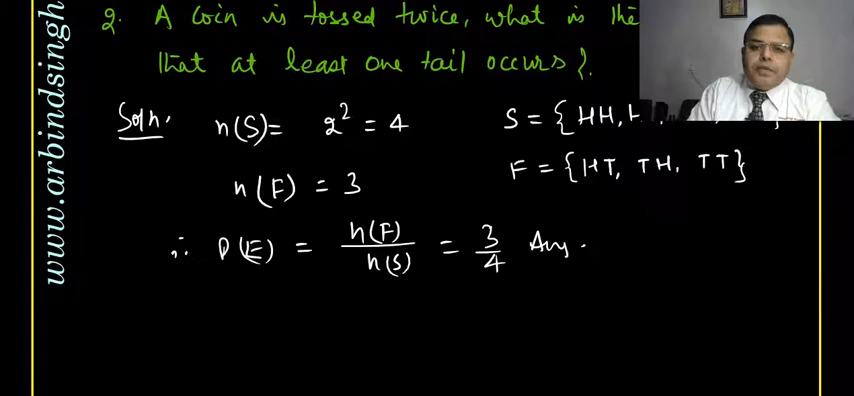 2. A Coin is tossed twice, what is the
that at least one tail occurs?.
Soln. n(S)= 2² = 4 S = {HH, H
n(F) = 3 F = {HT, TH, TT}
∴ P(E) = n(F)/n(S) = 3/4 Ans.
www.arbindsingh